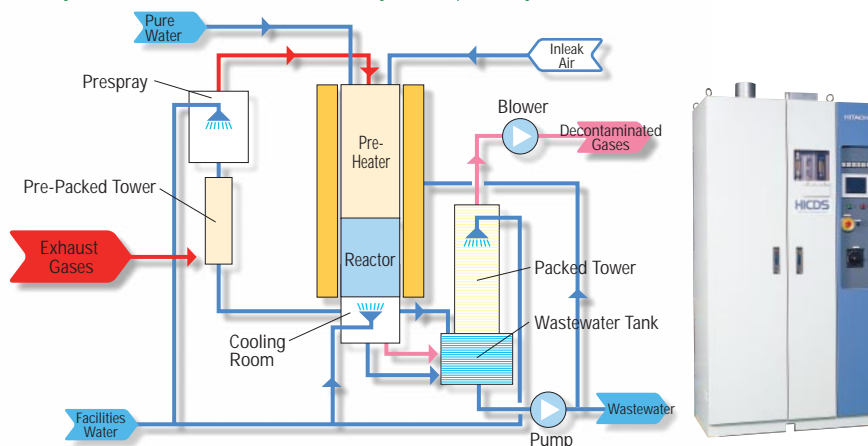 Pure
Water
Inleak
Air
Prespray
Blower
Decontaminated
Gases
Pre-
Heater
Pre-Packed Tower
Exhaust
Gases
Reactor
Packed Tower
Cooling
Room
Wastewater Tank
Facilities
Water
Pump
Wastewater
HITACHI
HICDS